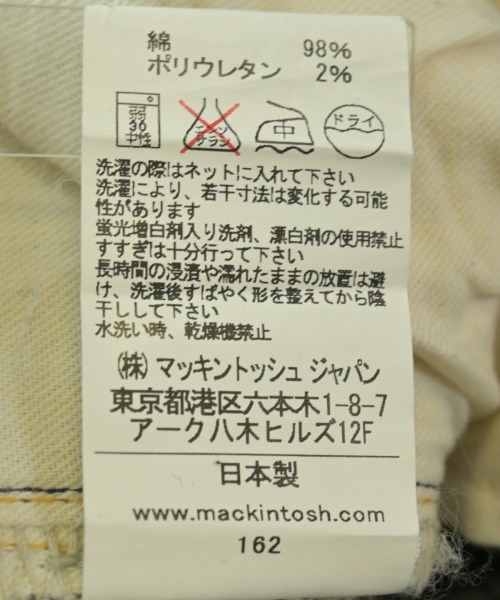 綿 98%
ポリウレタン 2%
弱 30 中性
エンソ サラシ
中
ドライ
洗濯の際はネットに入れて下さい
洗濯により、若干寸法は変化する可能
性があります
蛍光増白剤入り洗剤、漂白剤の使用禁止
すすぎは十分行って下さい
長時間の浸漬や濡れたままの放置は避
け、洗濯後すばやく形を整えてから陰
干しして下さい
水洗い時、乾燥機禁止
(株)マッキントッシュ ジャパン
東京都港区六本木1-8-7
アーク八木ヒルズ12F
日本製
www.mackintosh.com
162